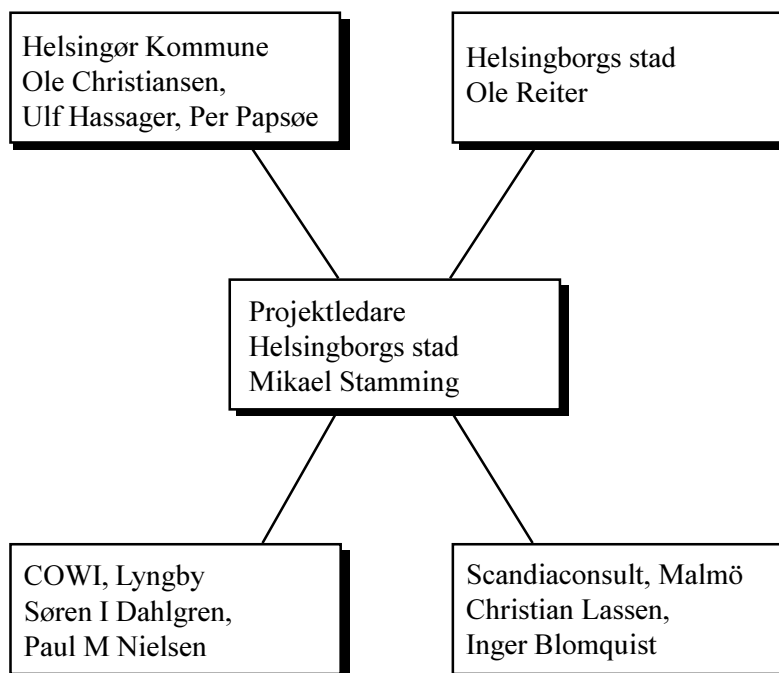 Helsingør Kommune
Ole Christiansen,
Ulf Hassager, Per Papsøe
Helsingborgs stad
Ole Reiter
Projektledare
Helsingborgs stad
Mikael Stamming
COWI, Lyngby
Søren I Dahlgren,
Paul M Nielsen
Scandiaconsult, Malmö
Christian Lassen,
Inger Blomquist